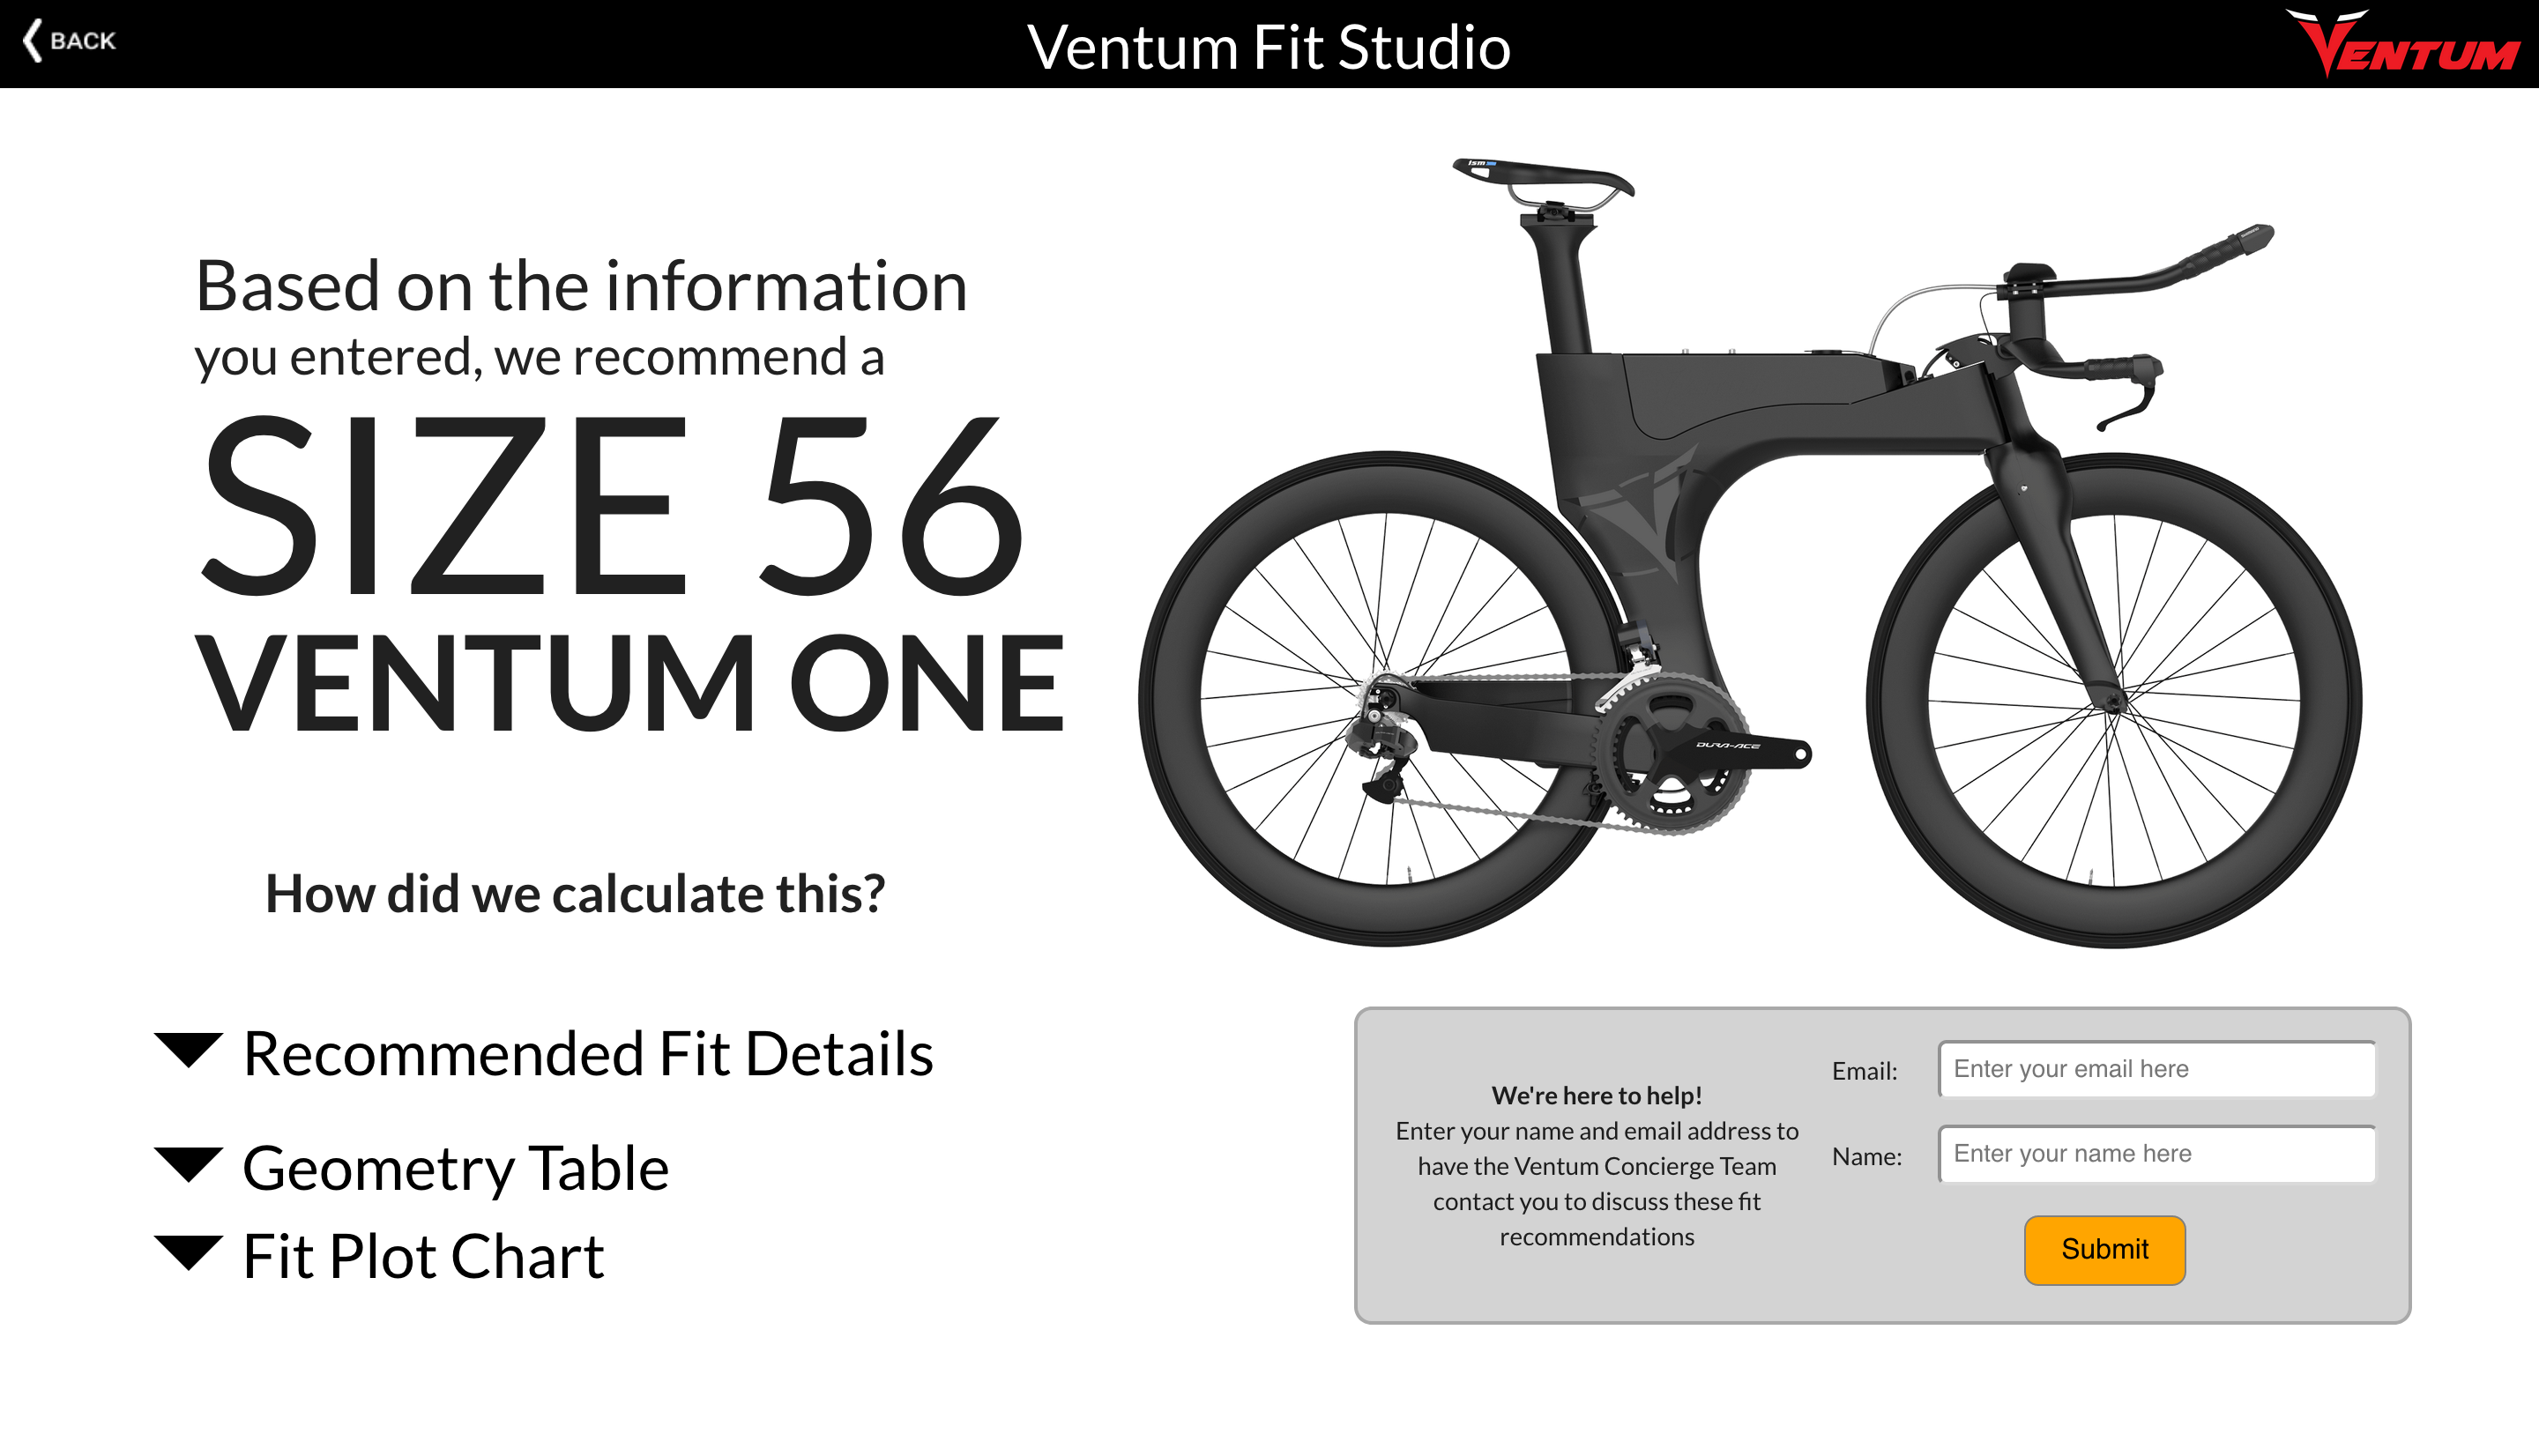 BACK
Ventum Fit Studio
VENTUM
ism
Based on the information
you entered, we recommend a
SIZE 56
VENTUM ONE
DURA-ACE
How did we calculate this?
Recommended Fit Details
Geometry Table
Fit Plot Chart
We're here to help!
Enter your name and email address to
have the Ventum Concierge Team
contact you to discuss these fit
recommendations
Email:
Enter your email here
Name:
Enter your name here
Submit